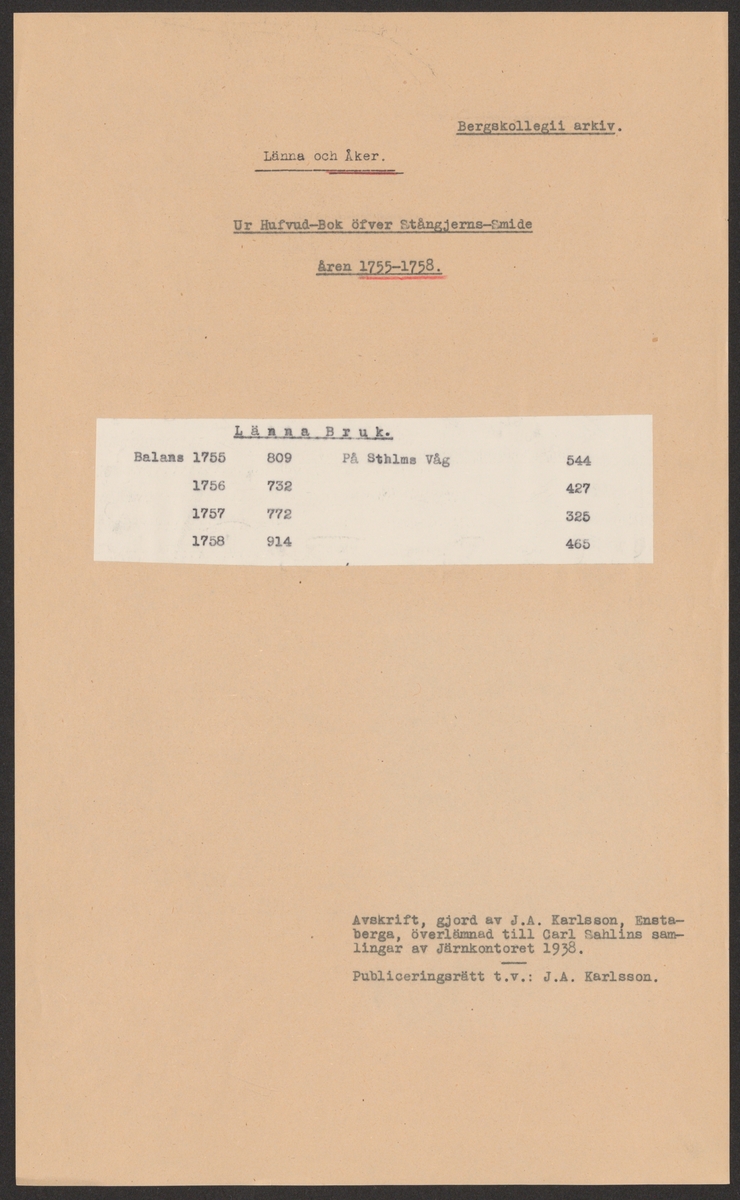 Bergskollegii arkiv.
Länna och Åker.
Ur Hufvud-Bok öfver Stångjerns-Smide
åren 1755-1758.
Länna Bruk.
Balans 1755 809 På Sthlms Våg 544
1756 732 427
1757 772 325
1758 914 465
Avskrift, gjord av J.A. Karlsson, Ensta-
berga, överlämnad till Carl Sahlins sam-
lingar av Järnkontoret 1938.
Publiceringsrätt t.v.: J.A. Karlsson.